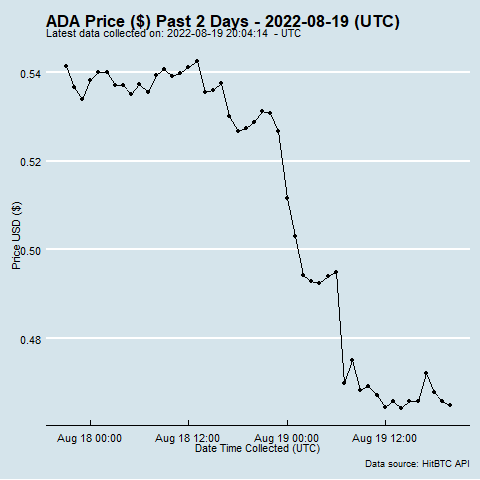 ADA Price ($) Past 2 Days - 2022-08-19 (UTC)
Latest data collected on: 2022-08-19 20:04:14 - UTC
0.54
0.52
0.50
0.48
Price USD ($)
Aug 18 00:00 Aug 18 12:00 Aug 19 00:00 Aug 19 12:00
Date Time Collected (UTC)
Data source: HitBTC API